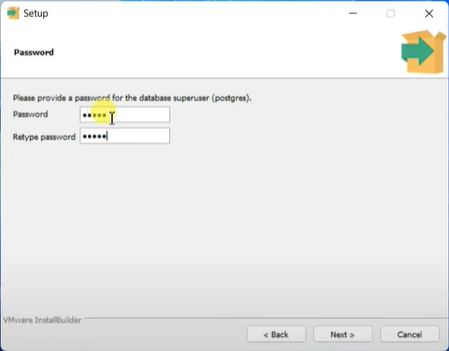 Setup
Password
Please provide a password for the database superuser (postgres).
Password •••••
Retype password •••••
VMware InstallBuilder
< Back Next > Cancel